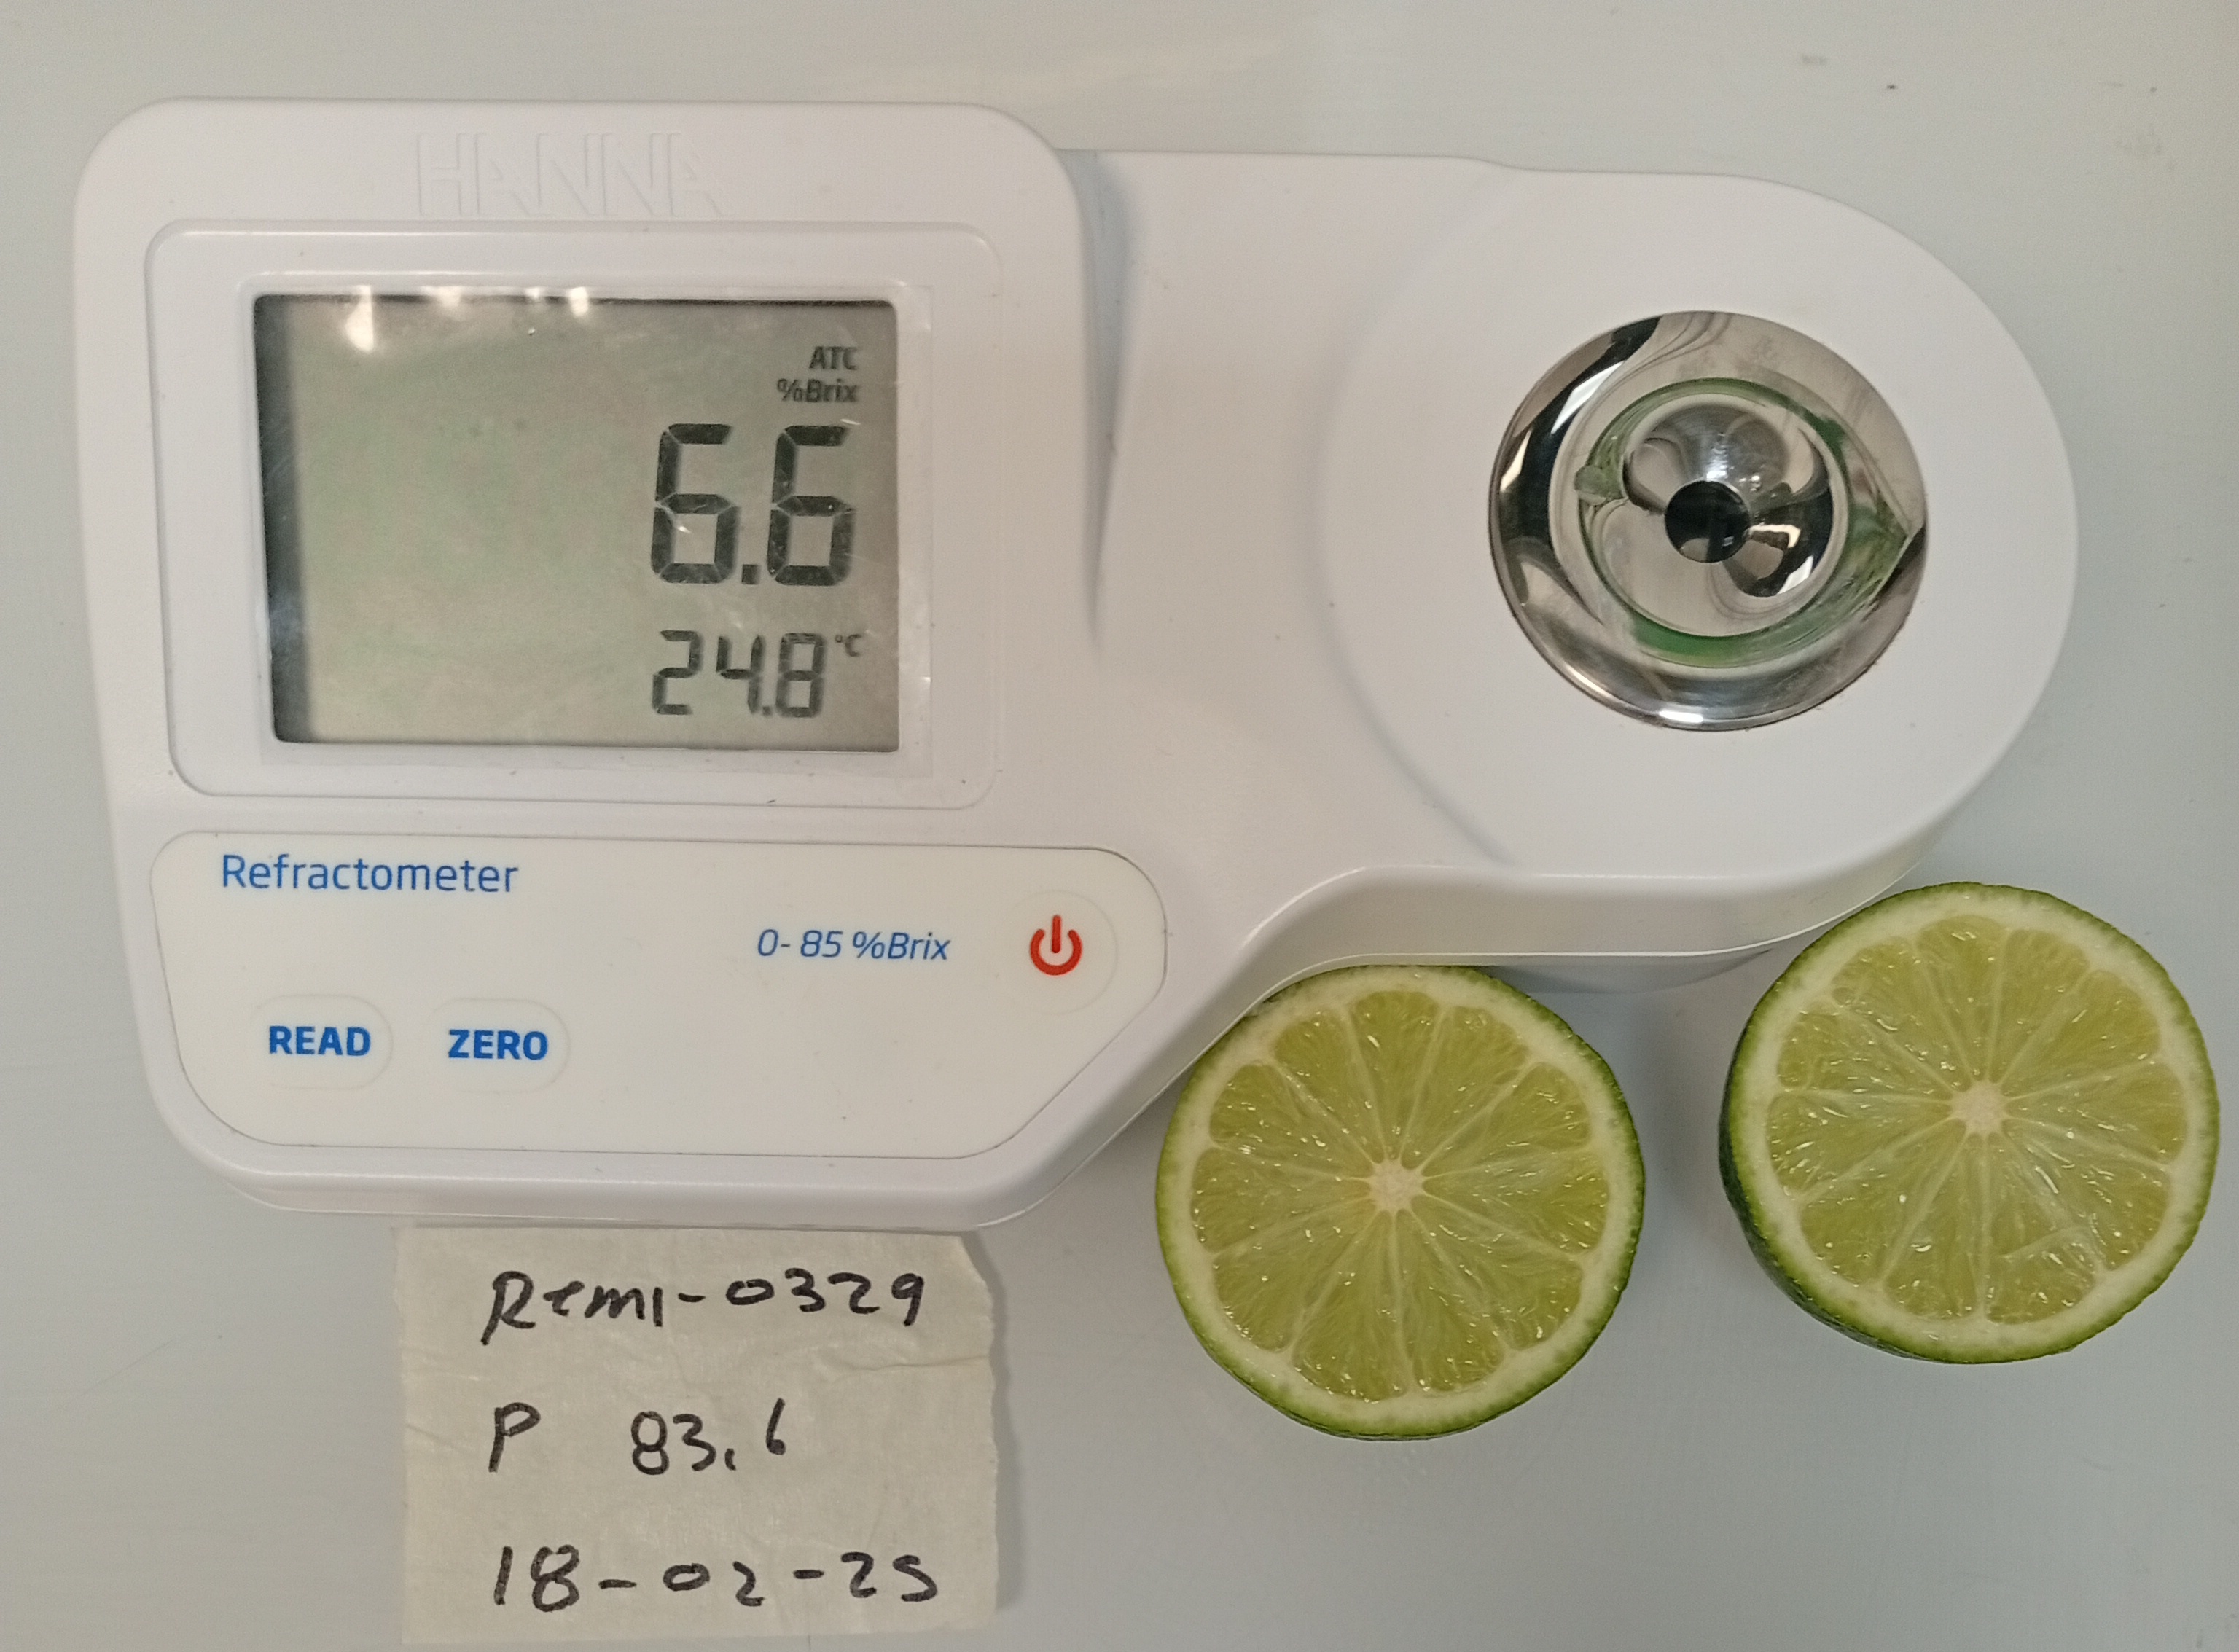 HANNA
ATC
%Brix
6.6
24.8 °C
Refractometer
0-85 %Brix
READ ZERO
Remi-0329
P 83.6
18-02-25